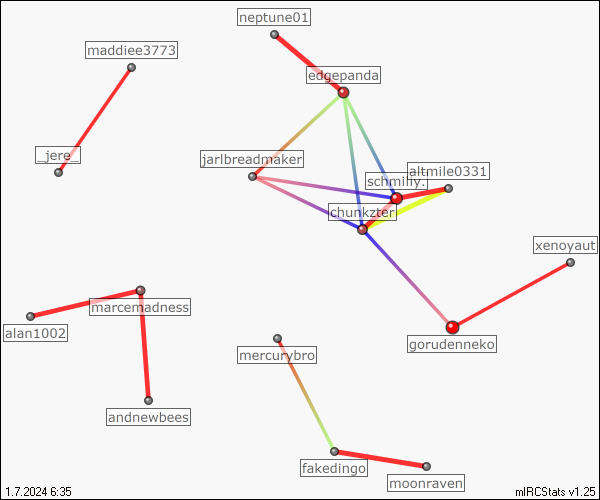 neptune01
maddiee3773
edgepanda
_jere_
jarlbreadmaker
altmile0331
schmilly.
chunkzter
xenoyaut
marcemadness
alan1002
gorudenneko
mercurybro
andnewbees
fakedingo
moonraven
1.7.2024 6:35
mIRCStats v1.25